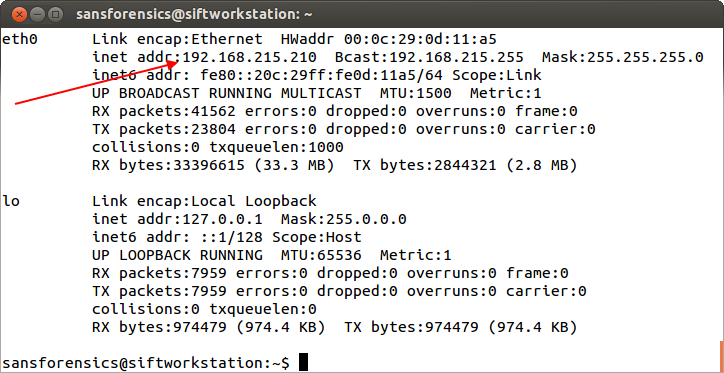 sansforensics@siftworkstation: ~
eth0 Link encap:Ethernet HWaddr 00:0c:29:0d:11:a5
inet addr:192.168.215.210 Bcast:192.168.215.255 Mask:255.255.255.0
inet6 addr: fe80::20c:29ff:fe0d:11a5/64 Scope:Link
UP BROADCAST RUNNING MULTICAST MTU:1500 Metric:1
RX packets:41562 errors:0 dropped:0 overruns:0 frame:0
TX packets:23804 errors:0 dropped:0 overruns:0 carrier:0
collisions:0 txqueuelen:1000
RX bytes:33396615 (33.3 MB) TX bytes:2844321 (2.8 MB)
lo Link encap:Local Loopback
inet addr:127.0.0.1 Mask:255.0.0.0
inet6 addr: ::1/128 Scope:Host
UP LOOPBACK RUNNING MTU:65536 Metric:1
RX packets:7959 errors:0 dropped:0 overruns:0 frame:0
TX packets:7959 errors:0 dropped:0 overruns:0 carrier:0
collisions:0 txqueuelen:0
RX bytes:974479 (974.4 KB) TX bytes:974479 (974.4 KB)
sansforensics@siftworkstation:~$